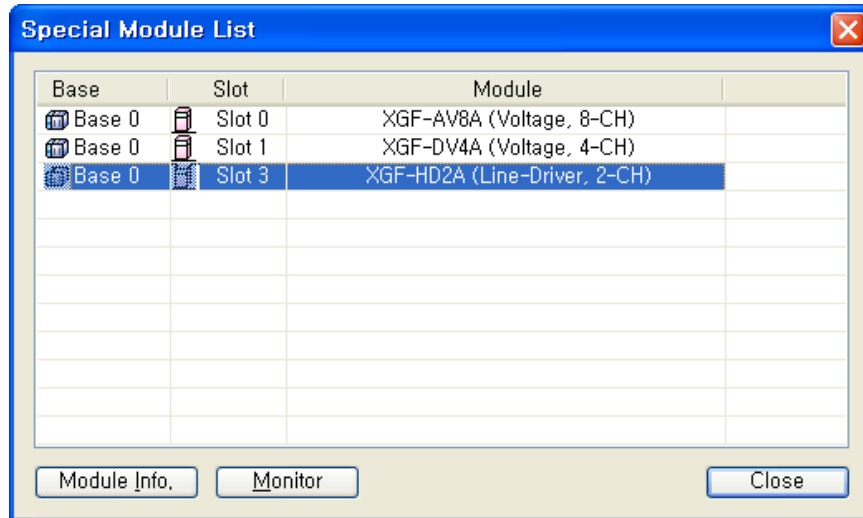 Special Module List
Base Slot Module
Base 0 Slot 0 XGF-AV8A (Voltage, 8-CH)
Base 0 Slot 1 XGF-DV4A (Voltage, 4-CH)
Base 0 Slot 3 XGF-HD2A (Line-Driver, 2-CH)
Module Info, Monitor Close